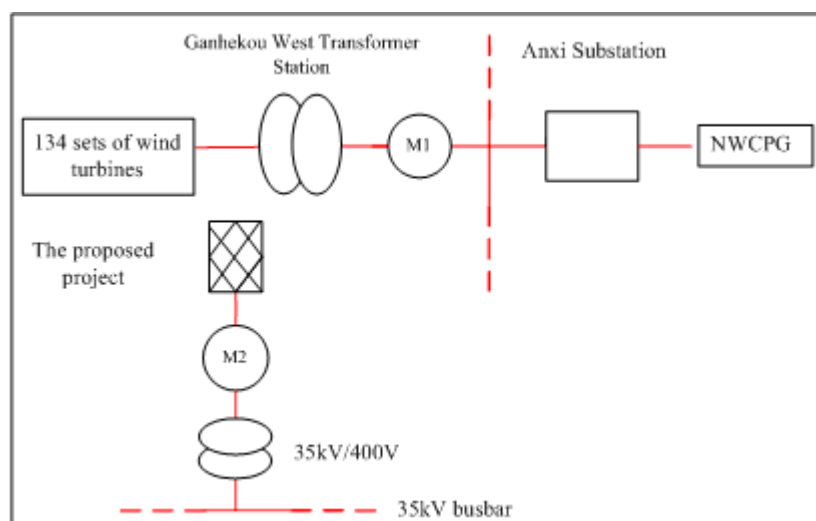 Ganhekou West Transformer
Station
Anxi Substation
134 sets of wind
turbines
M1
NWCPG
The proposed
project
M2
35kV/400V
35kV busbar